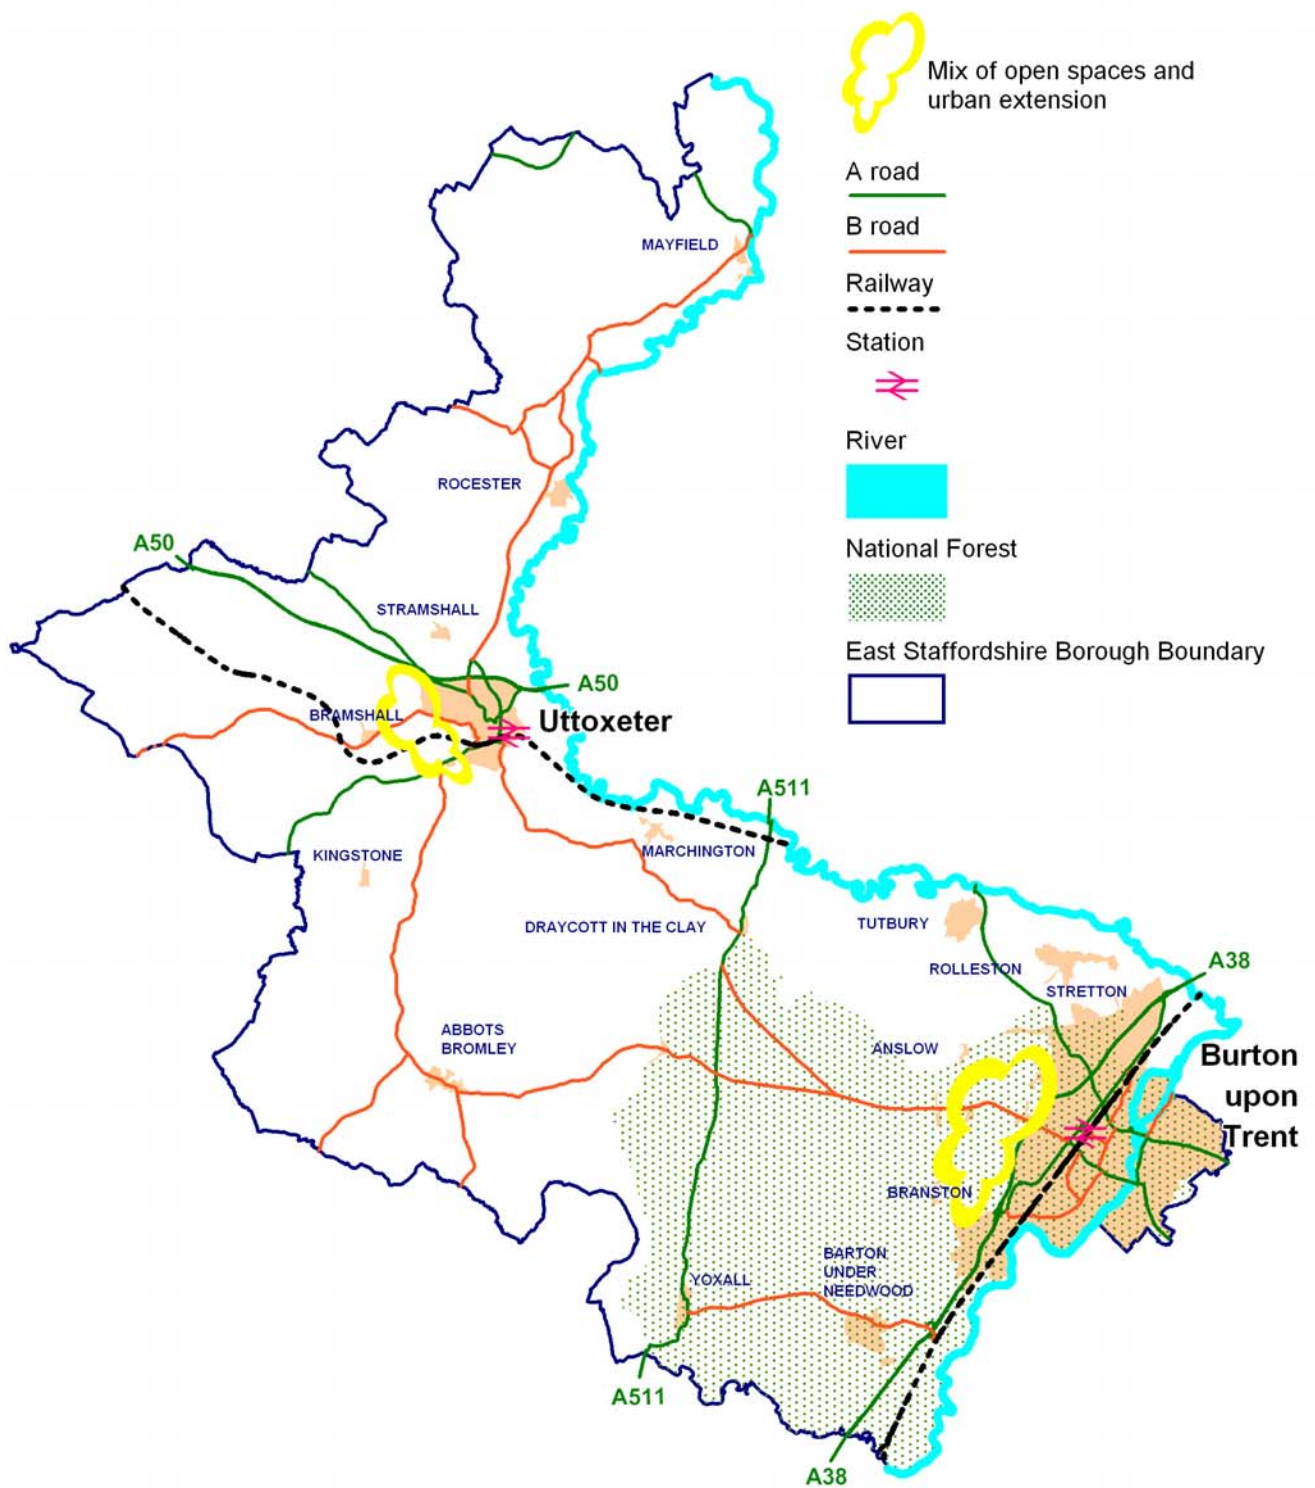 Mix of open spaces and
urban extension
A road
B road
Railway
Station
River
National Forest
East Staffordshire Borough Boundary
MAYFIELD
ROCESTER
A50
STRAMSHALL
A50
BRAMSHALL
Uttoxeter
A511
KINGSTONE
MARCHINGTON
DRAYCOTT IN THE CLAY
TUTBURY
ROLLESTON
A38
STRETTON
ABBOTS
BROMLEY
ANSLOW
Burton
upon
Trent
BRANSTON
BARTON
UNDER
NEEDWOOD
YOXALL
A511
A38